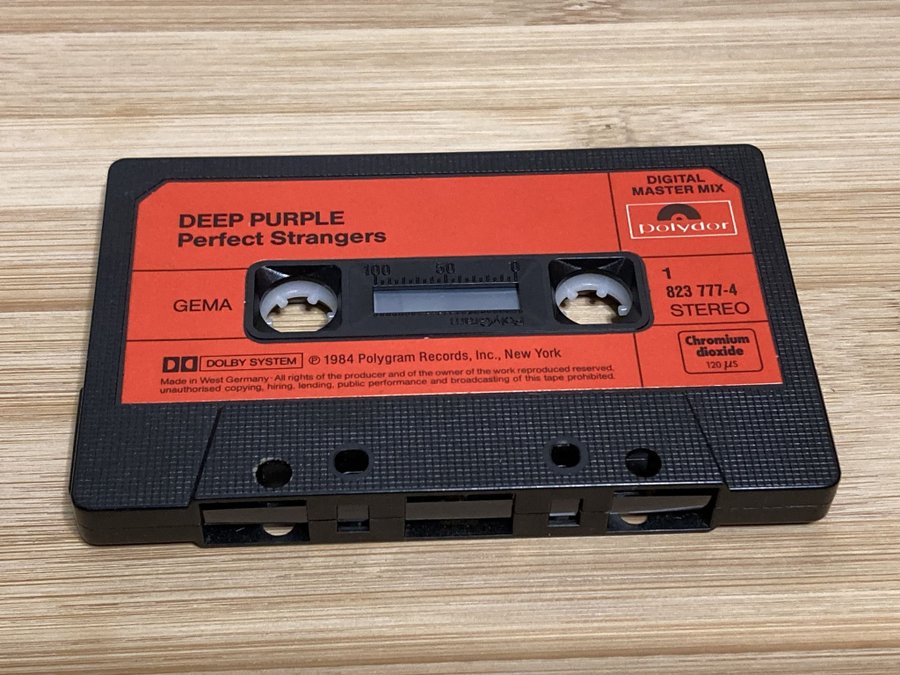 DEEP PURPLE
Perfect Strangers
DIGITAL
MASTER MIX
polydor
100 50 0
PolyGram
GEMA
1
823 777-4
STEREO
DOLBY SYSTEM ℗ 1984 Polygram Records, Inc., New York
Made in West Germany · All rights of the producer and of the owner of the work reproduced reserved,
unauthorised copying, hiring, lending, public performance and broadcasting of this tape prohibited.
Chromium
dioxide
120 µS